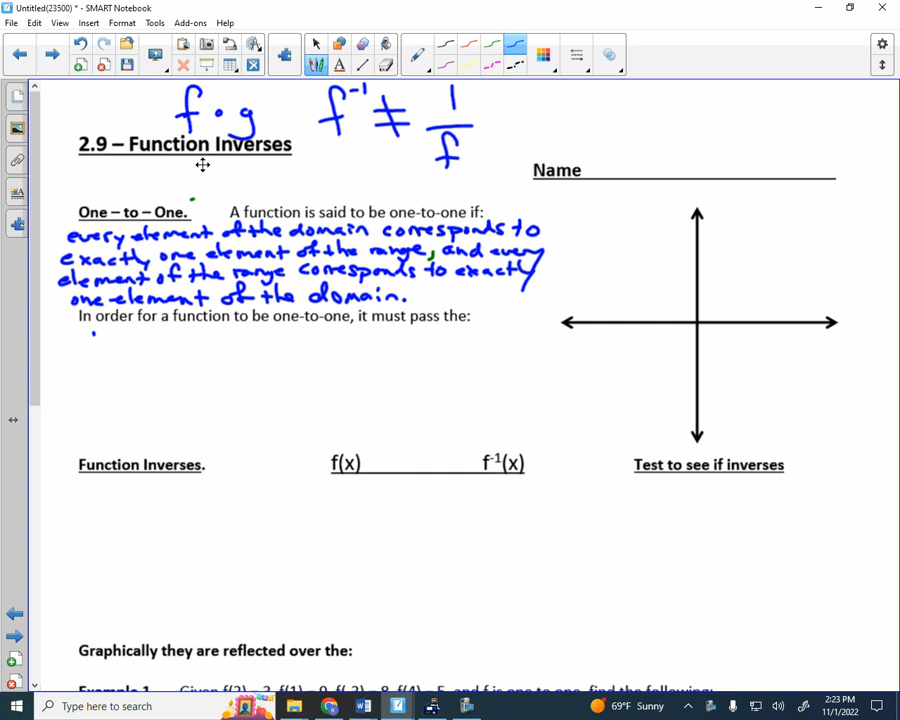 Untitled(23500) * - SMART Notebook
File Edit View Insert Format Tools Add-ons Help
f · g f⁻¹ ≠ 1/f
2.9 – Function Inverses
Name
One – to – One. A function is said to be one-to-one if:
every element of the domain corresponds to
exactly one element of the range, and every
element of the range corresponds to exactly
one element of the domain.
In order for a function to be one-to-one, it must pass the:
Function Inverses. f(x) f⁻¹(x) Test to see if inverses
Graphically they are reflected over the:
Type here to search
69°F Sunny
2:23 PM
11/1/2022